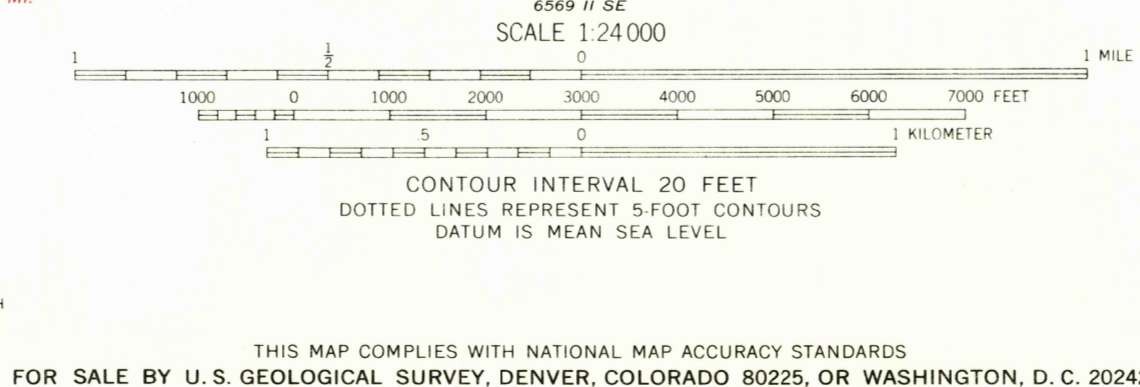 6569 II SE
SCALE 1:24 000
1 ½ 0 1 MILE
1000 0 1000 2000 3000 4000 5000 6000 7000 FEET
1 .5 0 1 KILOMETER
CONTOUR INTERVAL 20 FEET
DOTTED LINES REPRESENT 5-FOOT CONTOURS
DATUM IS MEAN SEA LEVEL
THIS MAP COMPLIES WITH NATIONAL MAP ACCURACY STANDARDS
FOR SALE BY U. S. GEOLOGICAL SURVEY, DENVER, COLORADO 80225, OR WASHINGTON, D. C. 2024